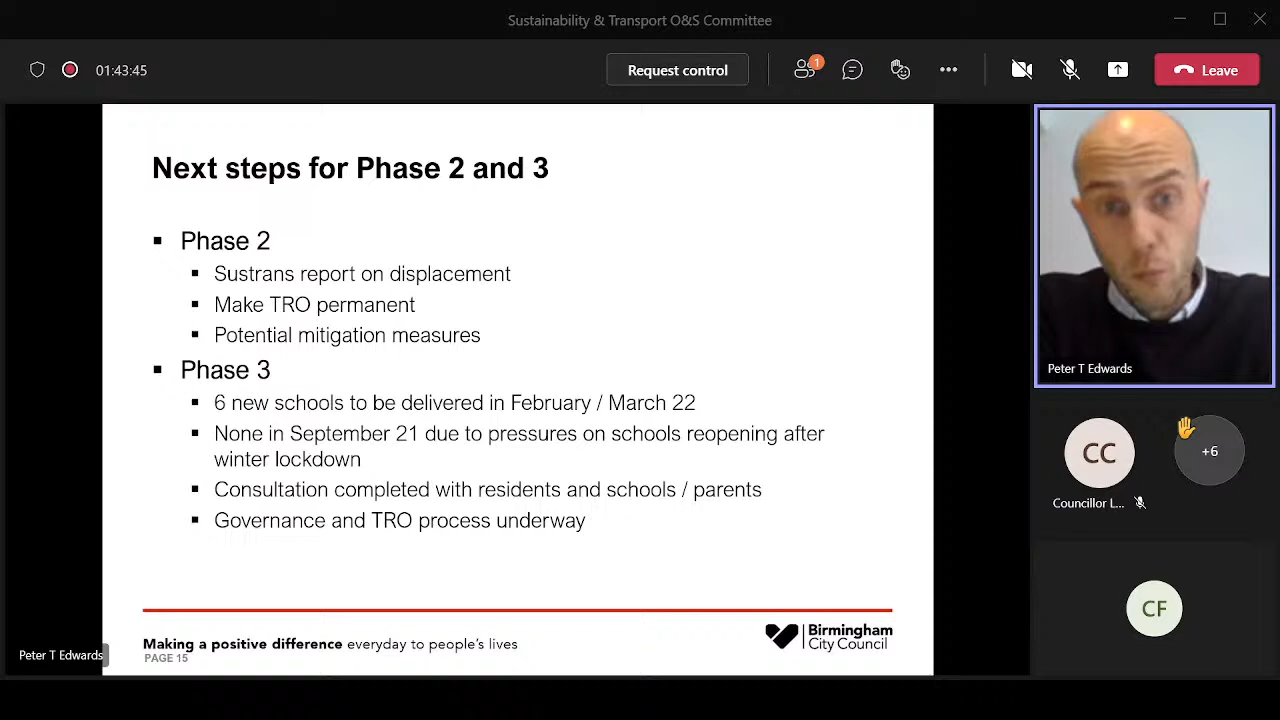 Sustainability & Transport O&S Committee
01:43:45
Request control
1
Leave
Next steps for Phase 2 and 3
Phase 2
Sustrans report on displacement
Make TRO permanent
Potential mitigation measures
Phase 3
6 new schools to be delivered in February / March 22
None in September 21 due to pressures on schools reopening after
winter lockdown
Consultation completed with residents and schools / parents
Governance and TRO process underway
Making a positive difference everyday to people's lives
PAGE 15
Birmingham
City Council
Peter T Edwards
Peter T Edwards
CC
+6
Councillor L...
CF